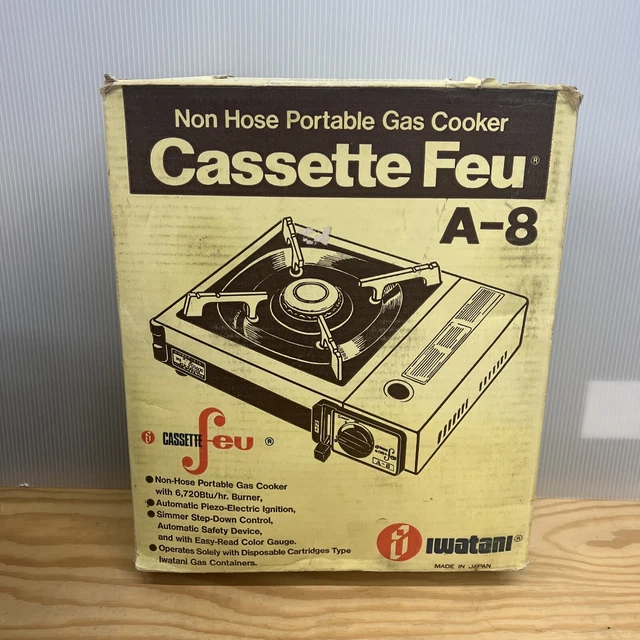 Non Hose Portable Gas Cooker
Cassette Feu®
A-8
A-8
CASSETTE feu ®
●Non-Hose Portable Gas Cooker
with 6,720Btu/hr. Burner,
●Automatic Piezo-Electric Ignition,
●Simmer Step-Down Control,
Automatic Safety Device,
and with Easy-Read Color Gauge.
●Operates Solely with Disposable Cartridges Type
Iwatani Gas Containers.
Iwatani®
MADE IN JAPAN